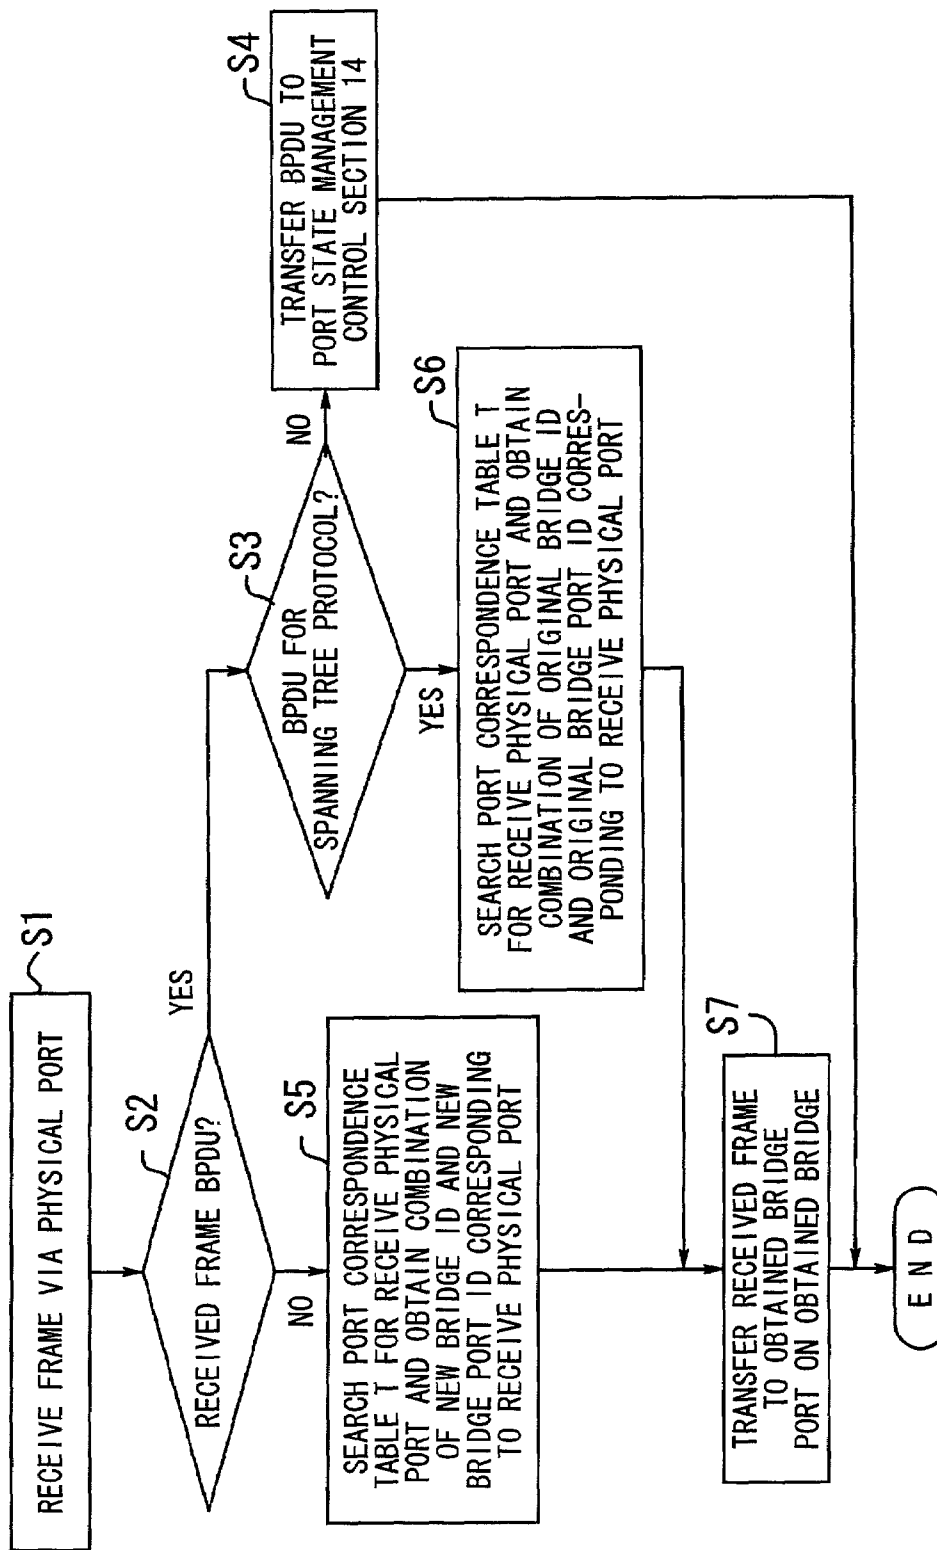 S1
RECEIVE FRAME VIA PHYSICAL PORT
S2
RECEIVED FRAME BPDU?
YES
NO
S3
BPDU FOR
SPANNING TREE PROTOCOL?
NO
YES
S4
TRANSFER BPDU TO
PORT STATE MANAGEMENT
CONTROL SECTION 14
S5
SEARCH PORT CORRESPONDENCE
TABLE T FOR RECEIVE PHYSICAL
PORT AND OBTAIN COMBINATION
OF NEW BRIDGE ID AND NEW
BRIDGE PORT ID CORRESPONDING
TO RECEIVE PHYSICAL PORT
S6
SEARCH PORT CORRESPONDENCE TABLE T
FOR RECEIVE PHYSICAL PORT AND OBTAIN
COMBINATION OF ORIGINAL BRIDGE ID
AND ORIGINAL BRIDGE PORT ID CORRES-
PONDING TO RECEIVE PHYSICAL PORT
S7
TRANSFER RECEIVED FRAME
TO OBTAINED BRIDGE
PORT ON OBTAINED BRIDGE
END